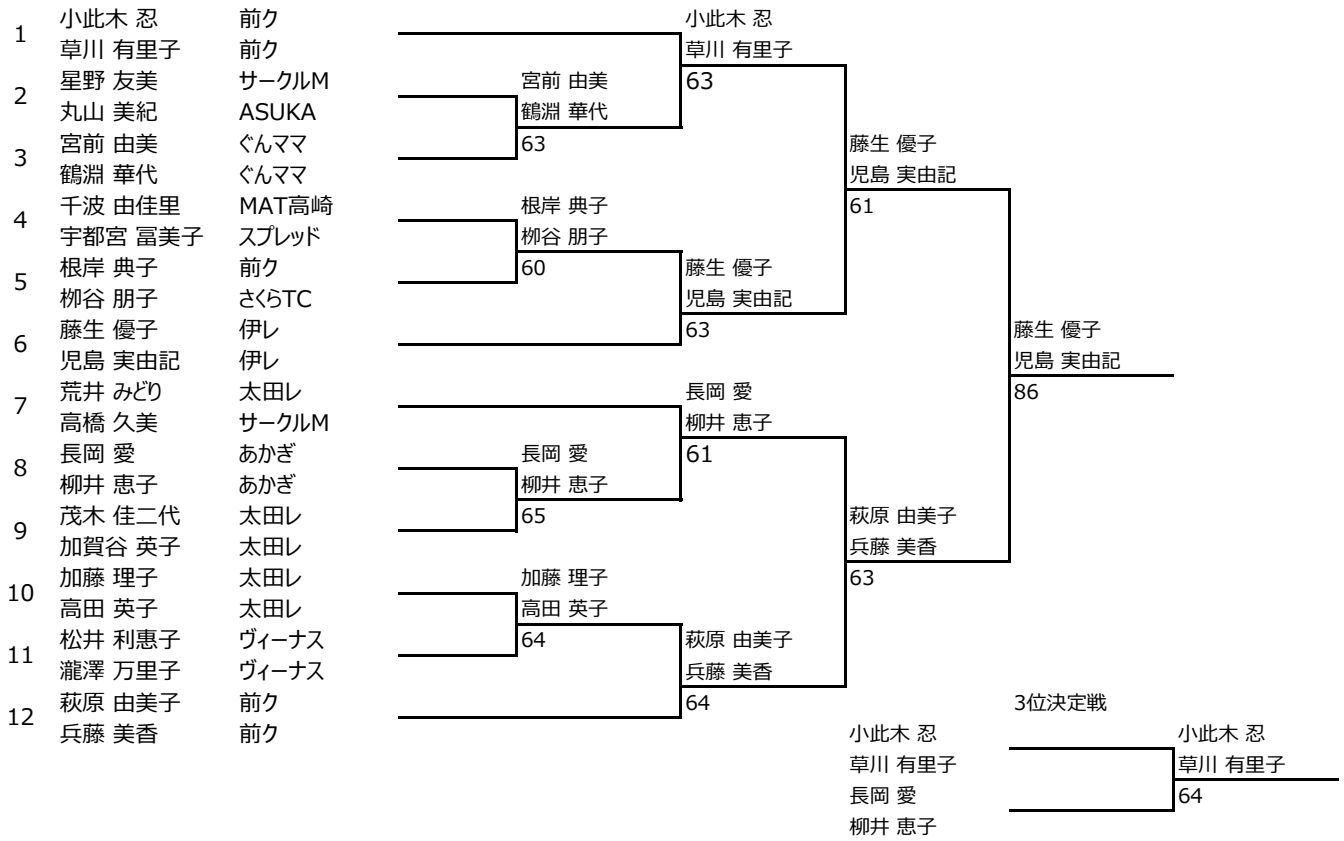 1
小此木 忍 前ク
草川 有里子 前ク
2
星野 友美 サークルM
丸山 美紀 ASUKA
3
宮前 由美 ぐんママ
鶴淵 華代 ぐんママ
4
千波 由佳里 MAT高崎
宇都宮 冨美子 スプレッド
5
根岸 典子 前ク
栁谷 朋子 さくらTC
6
藤生 優子 伊レ
児島 実由記 伊レ
7
荒井 みどり 太田レ
高橋 久美 サークルM
8
長岡 愛 あかぎ
柳井 恵子 あかぎ
9
茂木 佳二代 太田レ
加賀谷 英子 太田レ
10
加藤 理子 太田レ
高田 英子 太田レ
11
松井 利惠子 ヴィーナス
瀧澤 万里子 ヴィーナス
12
萩原 由美子 前ク
兵藤 美香 前ク
宮前 由美
鶴淵 華代
63
根岸 典子
栁谷 朋子
60
長岡 愛
柳井 恵子
65
加藤 理子
高田 英子
64
小此木 忍
草川 有里子
63
藤生 優子
児島 実由記
63
長岡 愛
柳井 恵子
61
萩原 由美子
兵藤 美香
64
藤生 優子
児島 実由記
61
萩原 由美子
兵藤 美香
63
藤生 優子
児島 実由記
86
3位決定戦
小此木 忍
草川 有里子
長岡 愛
柳井 恵子
小此木 忍
草川 有里子
64